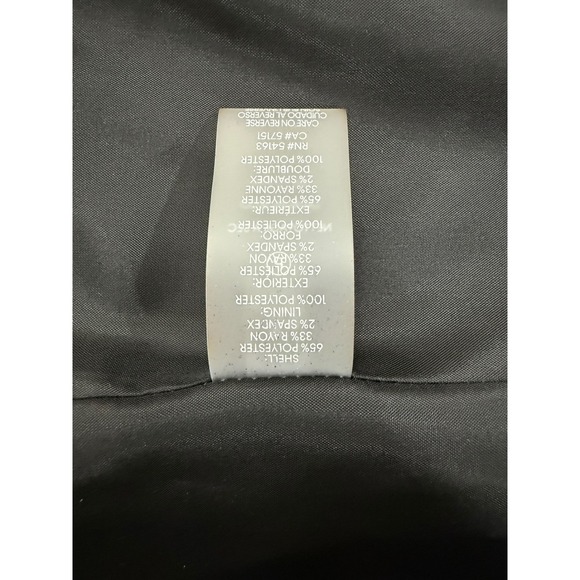 SHELL:
65% POLYESTER
33% RAYON
2% SPANDEX
LINING:
100% POLYESTER
EXTERIOR:
65% POLIESTER
33% RAYON
2% SPANDEX
FORRO:
100% POLIESTER
EXTERIEUR:
65% POLYESTER
33% RAYONNE
2% SPANDEX
DOUBLURE:
100% POLYESTER
RN# 54163
CA# 57151
CARE ON REVERSE
CUIDADO AL REVERSO